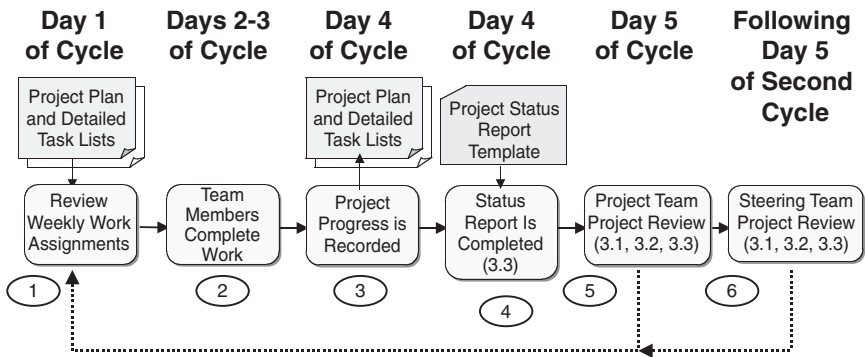 Day 1
of Cycle
Days 2-3
of Cycle
Day 4
of Cycle
Day 4
of Cycle
Day 5
of Cycle
Following
Day 5
of Second
Cycle
Project Plan
and Detailed
Task Lists
Project Plan
and Detailed
Task Lists
Project Status
Report
Template
Review
Weekly Work
Assignments
Team
Members
Complete
Work
Project
Progress is
Recorded
Status
Report Is
Completed
(3.3)
Project Team
Project Review
(3.1, 3.2, 3.3)
Steering Team
Project Review
(3.1, 3.2, 3.3)
1
2
3
4
5
6